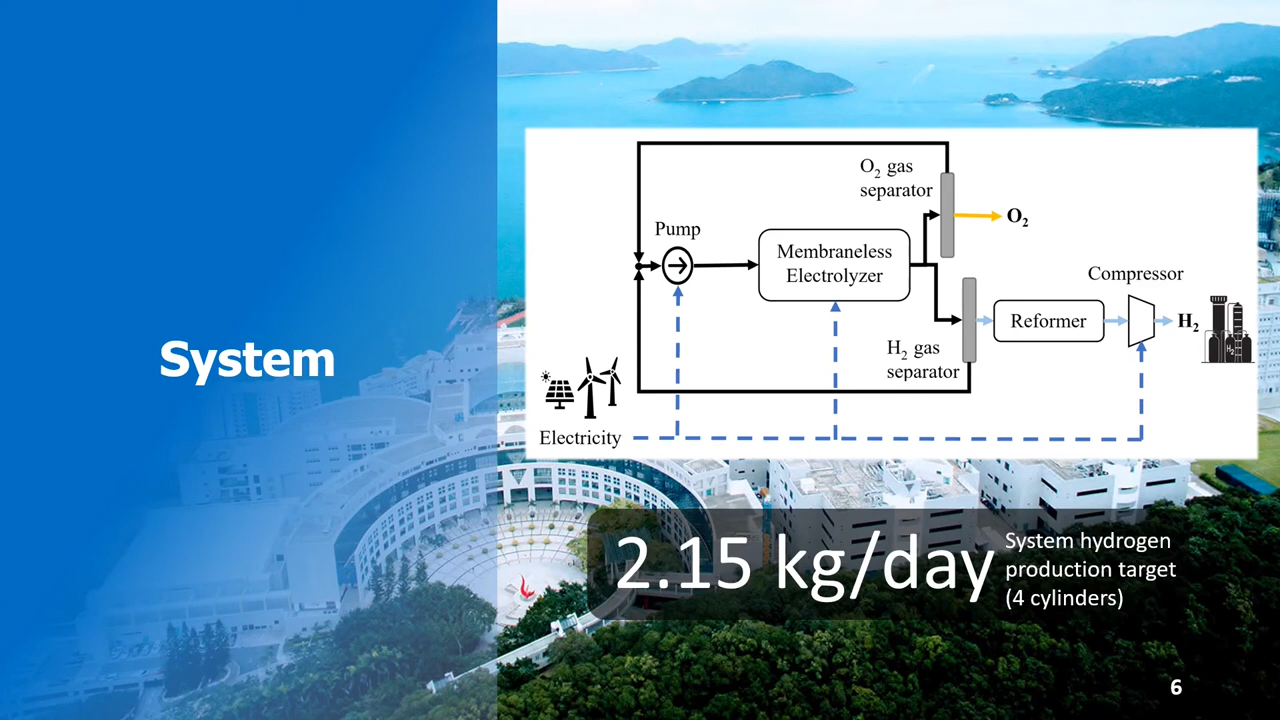 System
O₂ gas
separator
O₂
Pump
Membraneless
Electrolyzer
Compressor
Reformer
H₂
H₂
H₂ gas
separator
Electricity
2.15 kg/day
System hydrogen
production target
(4 cylinders)
6